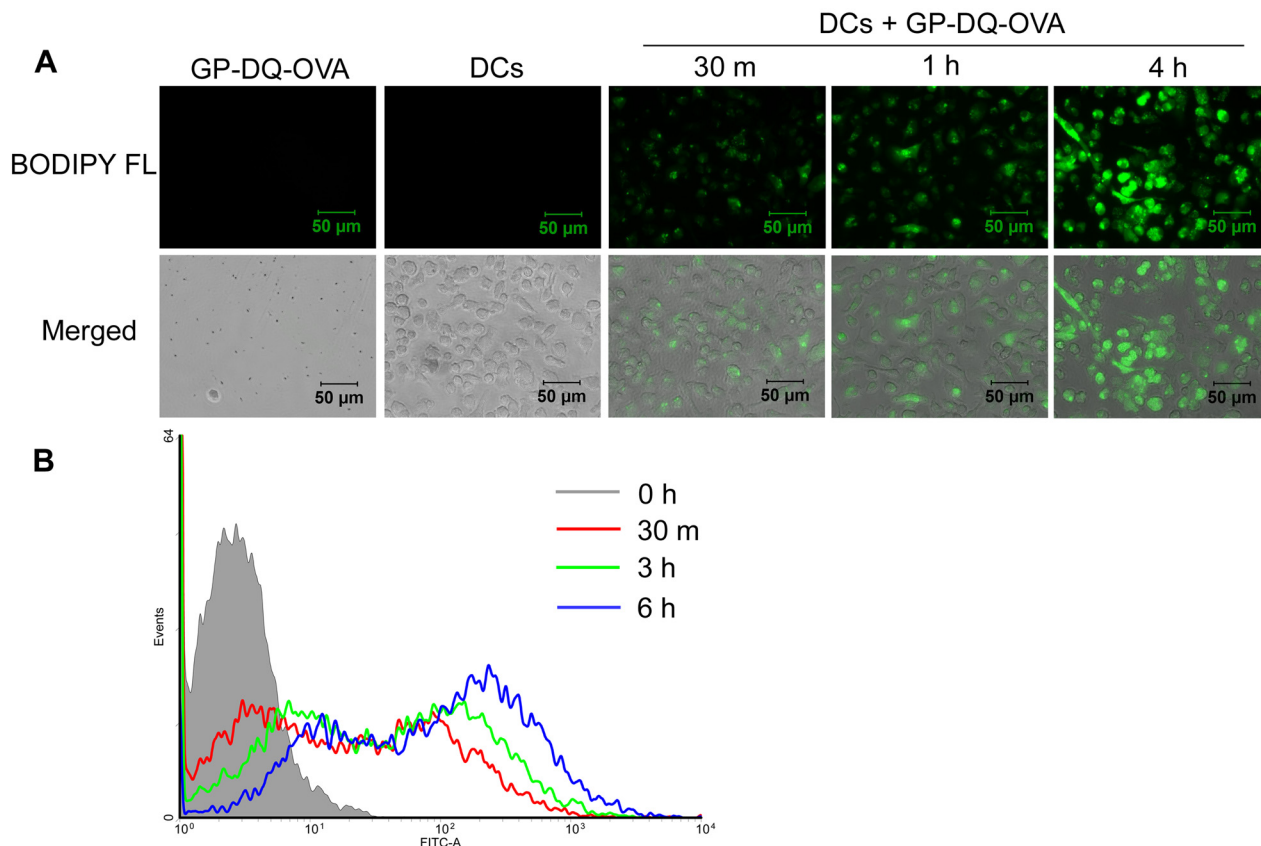 DCs + GP-DQ-OVA
A
GP-DQ-OVA DCs 30 m 1 h 4 h
BODIPY FL
50 µm 50 µm 50 µm 50 µm 50 µm
Merged
50 µm 50 µm 50 µm 50 µm 50 µm
B
64
0 h
30 m
3 h
6 h
Events
0
10⁰ 10¹ 10² 10³ 10⁴
FITC-A